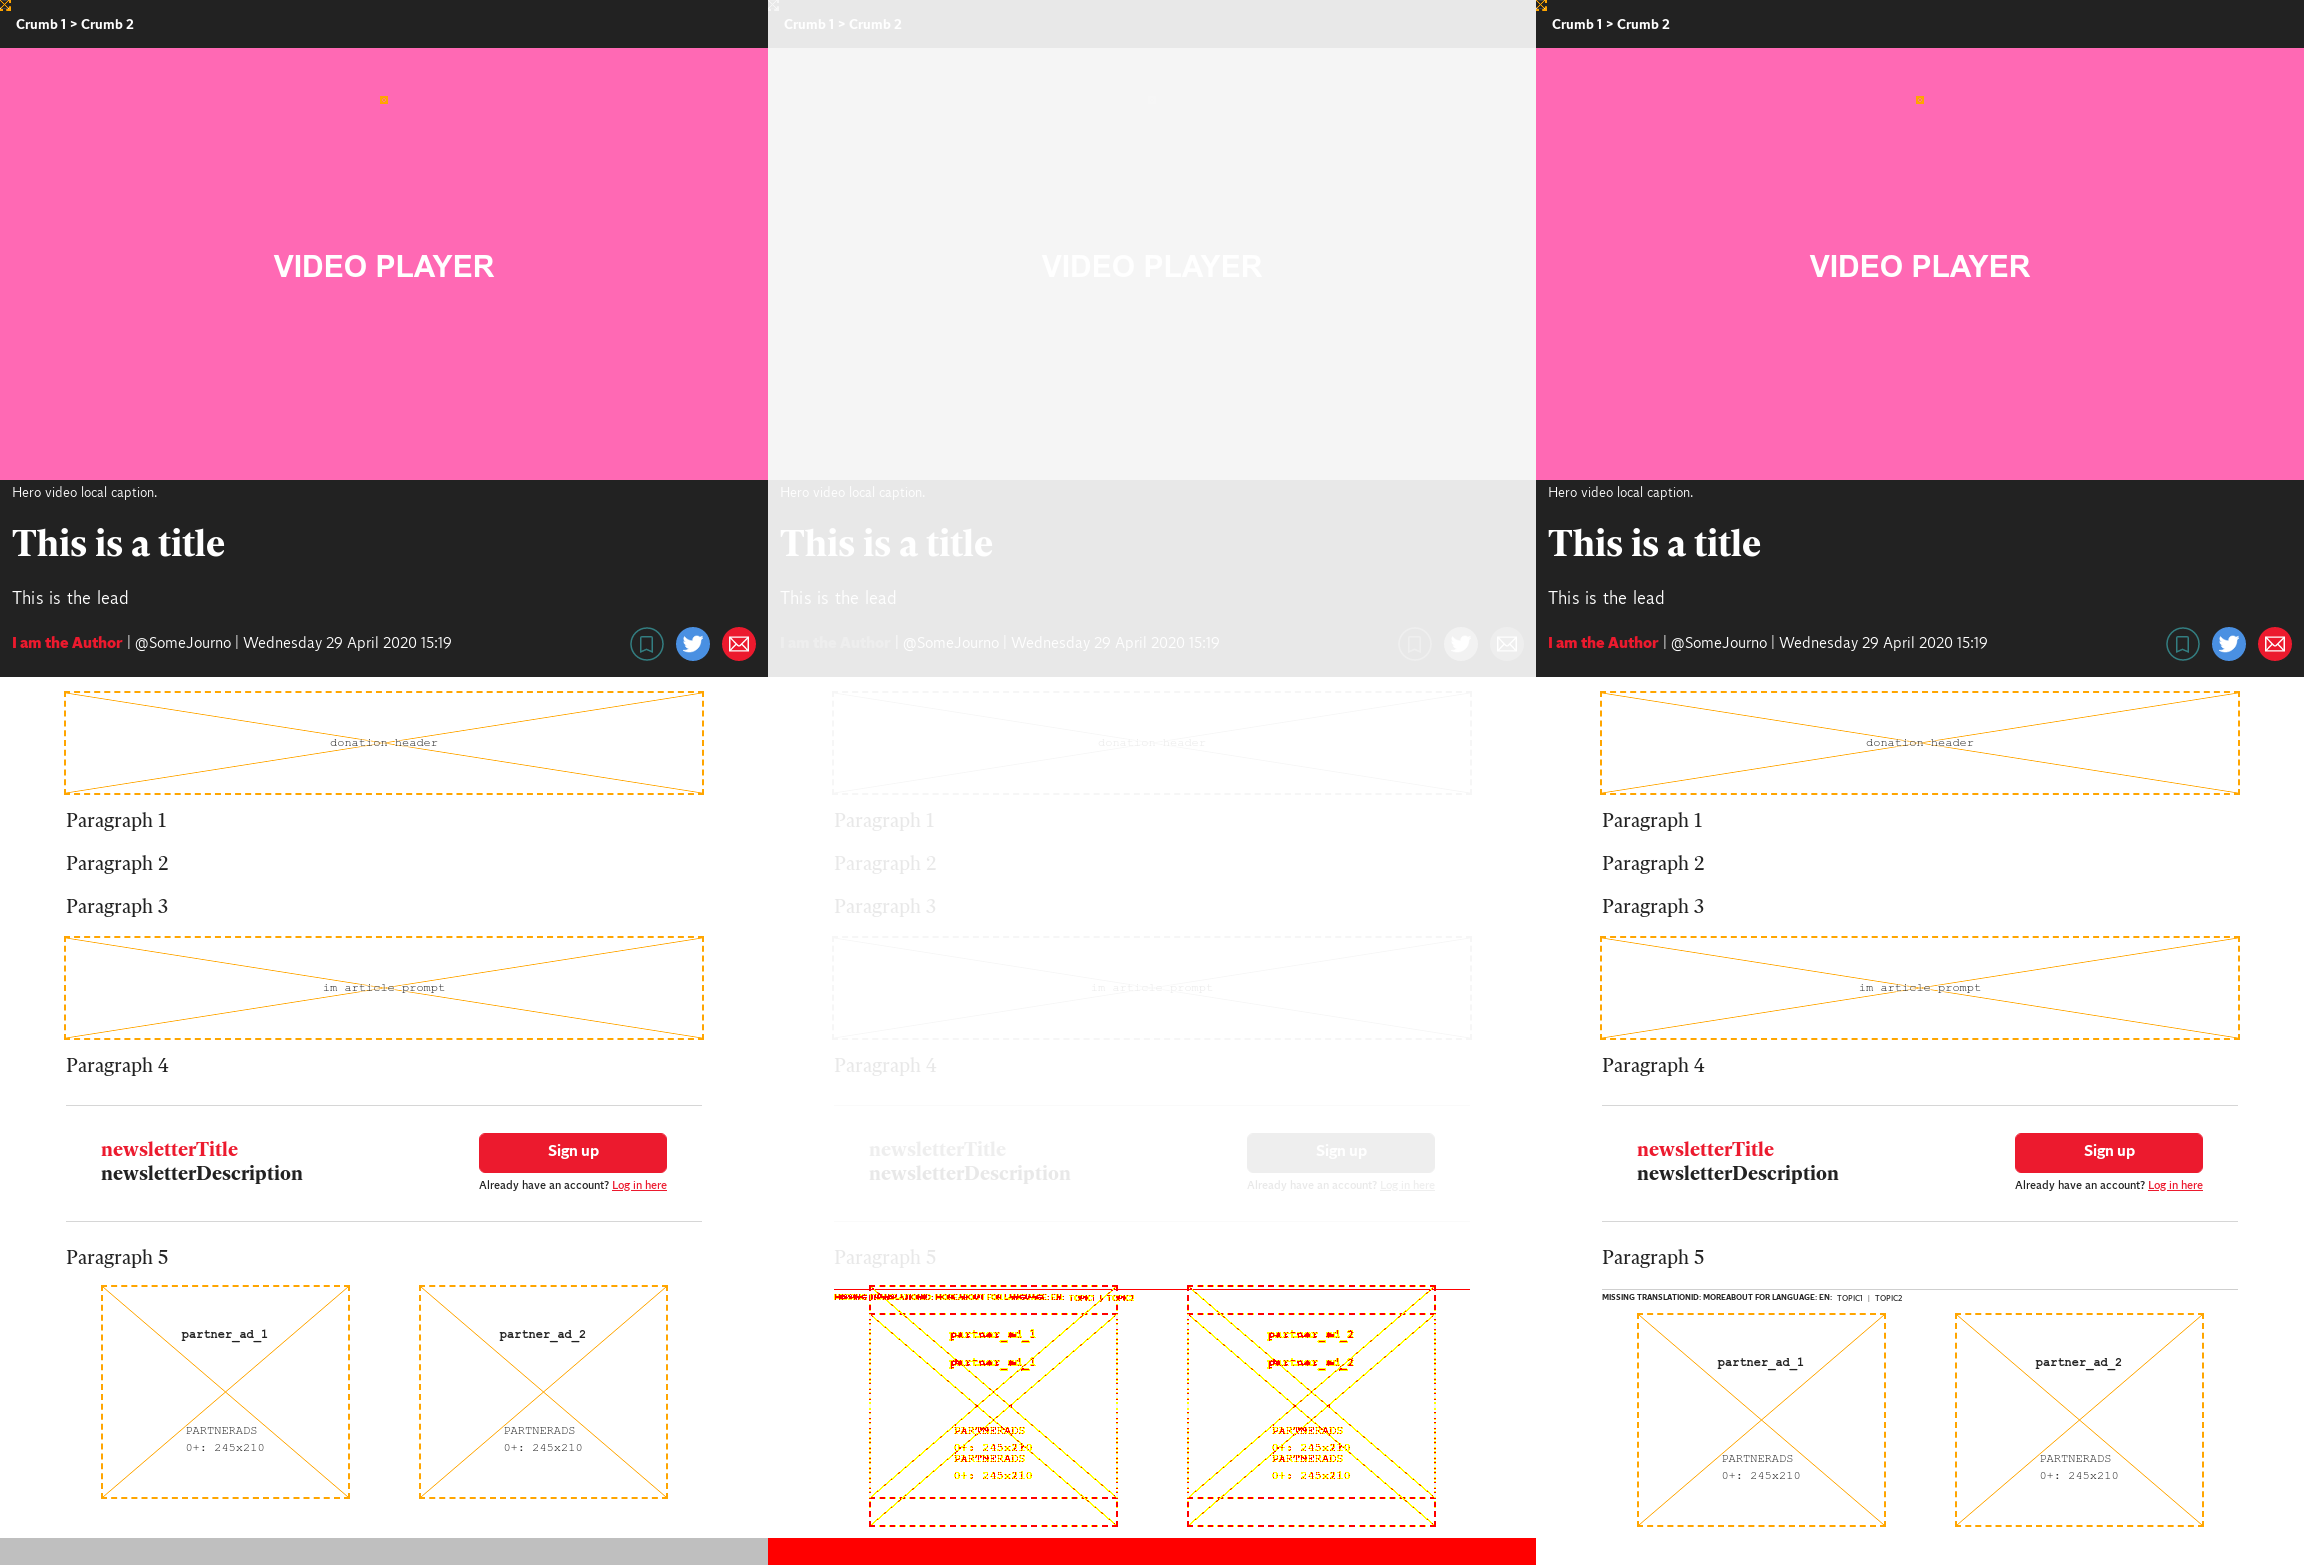 Crumb 1 > Crumb 2
VIDEO PLAYER
Hero video local caption.
This is a title
This is the lead
I am the Author | @SomeJourno | Wednesday 29 April 2020 15:19
donation-header
Paragraph 1
Paragraph 2
Paragraph 3
im article prompt
Paragraph 4
newsletterTitle
newsletterDescription
Sign up
Already have an account? Log in here
Paragraph 5
partner_ad_1
PARTNERADS
0+: 245x210
partner_ad_2
PARTNERADS
0+: 245x210
Crumb 1 > Crumb 2
VIDEO PLAYER
Hero video local caption.
This is a title
This is the lead
I am the Author | @SomeJourno | Wednesday 29 April 2020 15:19
donation-header
Paragraph 1
Paragraph 2
Paragraph 3
im article prompt
Paragraph 4
newsletterTitle
newsletterDescription
Sign up
Already have an account? Log in here
Paragraph 5
partner_ad_1
partner_ad_1
PARTNERADS
0+: 245x210
PARTNERADS
0+: 245x210
partner_ad_2
partner_ad_2
PARTNERADS
0+: 245x210
PARTNERADS
0+: 245x210
Crumb 1 > Crumb 2
VIDEO PLAYER
Hero video local caption.
This is a title
This is the lead
I am the Author | @SomeJourno | Wednesday 29 April 2020 15:19
donation-header
Paragraph 1
Paragraph 2
Paragraph 3
im article prompt
Paragraph 4
newsletterTitle
newsletterDescription
Sign up
Already have an account? Log in here
Paragraph 5
MISSING TRANSLATIONID: MOREABOUT FOR LANGUAGE: EN: TOPIC1 | TOPIC2
partner_ad_1
PARTNERADS
0+: 245x210
partner_ad_2
PARTNERADS
0+: 245x210